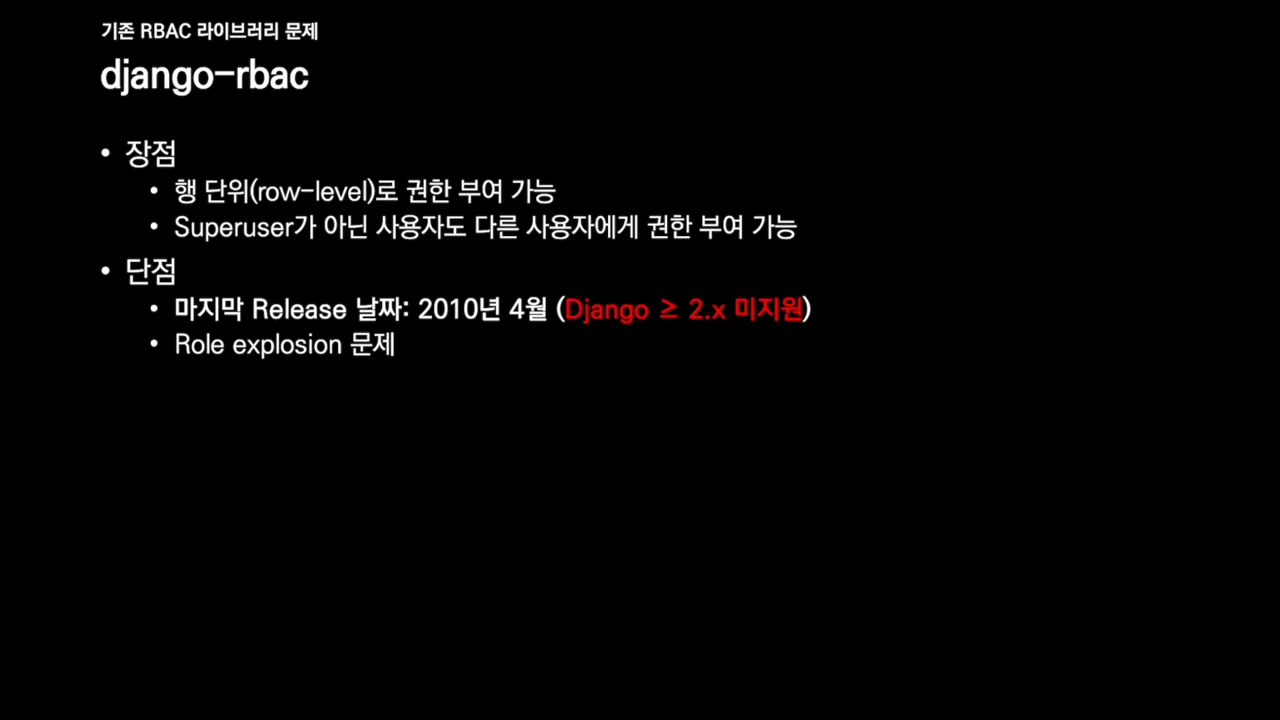 기존 RBAC 라이브러리 문제
django-rbac
• 장점
• 행 단위(row-level)로 권한 부여 가능
• Superuser가 아닌 사용자도 다른 사용자에게 권한 부여 가능
• 단점
• 마지막 Release 날짜: 2010년 4월 (Django ≥ 2.x 미지원)
• Role explosion 문제